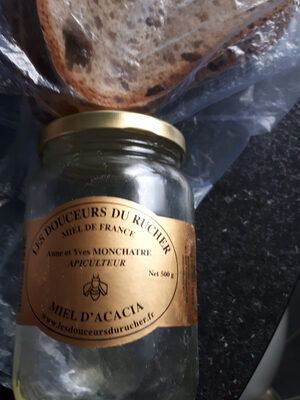 LES DOUCEURS DU RUCHER
MIEL DE FRANCE
Anne et Yves MONCHATRE
APICULTEUR
Net 500 g
MIEL D'ACACIA
www.lesdouceursdurucher.fr